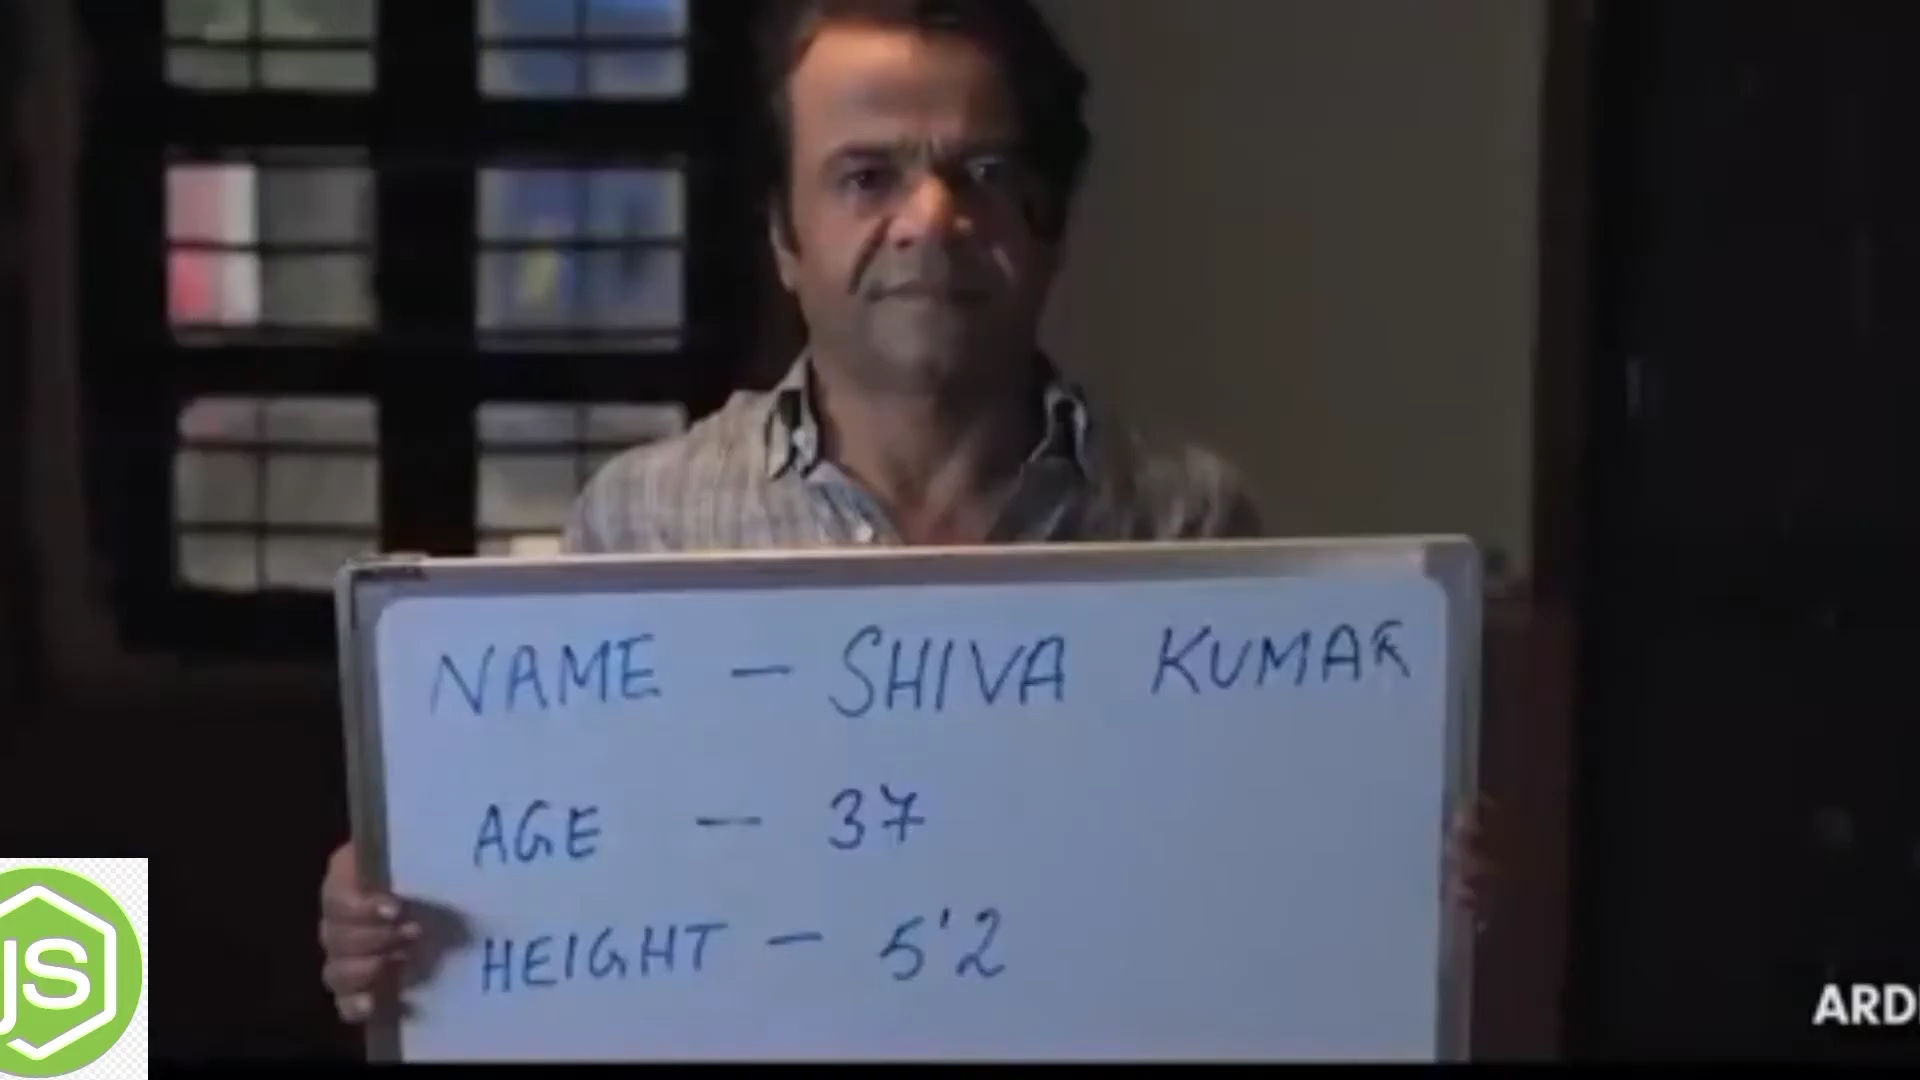 NAME – SHIVA KUMAR
AGE – 37
HEIGHT – 5'2
JS
ARD